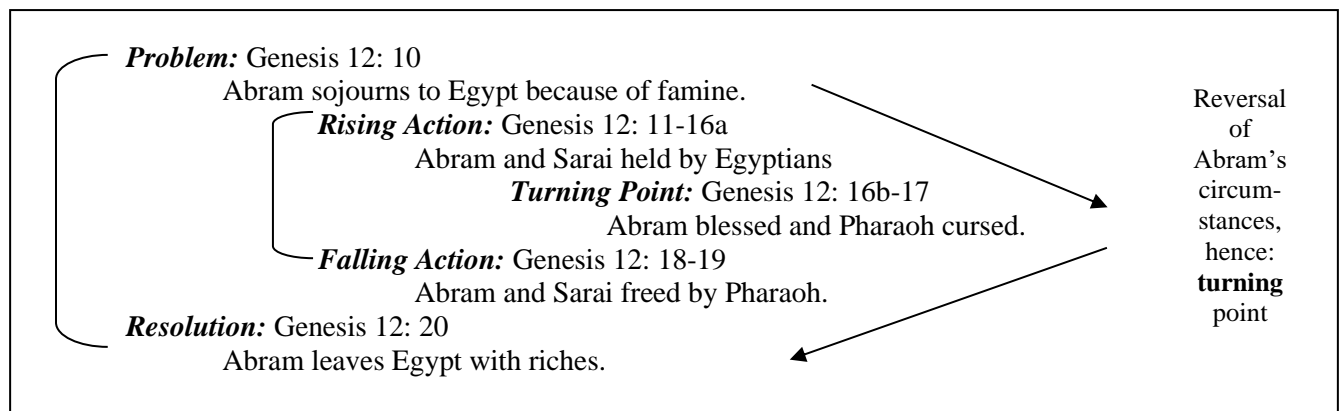 Problem: Genesis 12: 10
Abram sojourns to Egypt because of famine.
Rising Action: Genesis 12: 11-16a
Abram and Sarai held by Egyptians
Turning Point: Genesis 12: 16b-17
Abram blessed and Pharaoh cursed.
Falling Action: Genesis 12: 18-19
Abram and Sarai freed by Pharaoh.
Resolution: Genesis 12: 20
Abram leaves Egypt with riches.
Reversal
of
Abram’s
circum-
stances,
hence:
turning
point